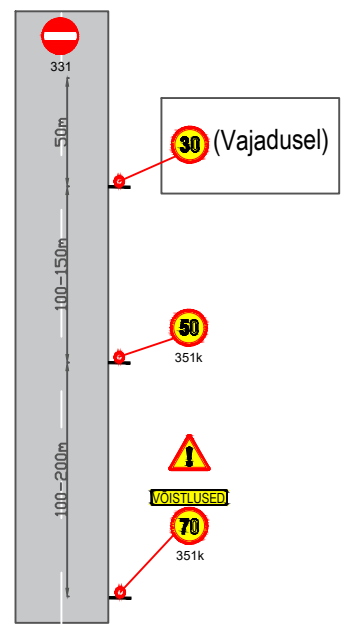 331
50m
30 (Vajadusel)
100-150m
50
351k
100-200m
!
VÕISTLUSED
70
351k